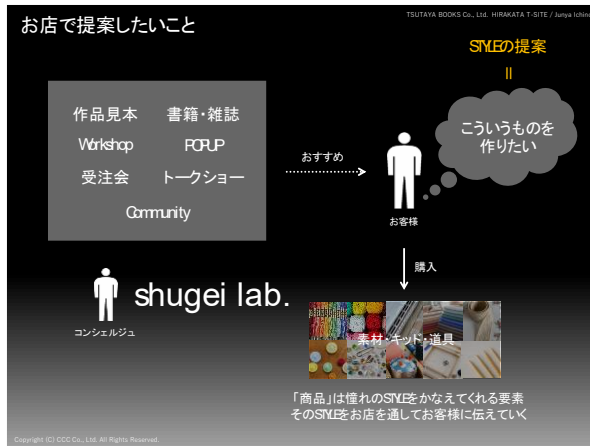 お店で提案したいこと
TSUTAYA BOOKS Co., Ltd. HIRAKATA T-SITE / Junya Ichino
STYLEの提案
=
作品見本 書籍・雑誌
Workshop POPUP
受注会 トークショー
Community
おすすめ
こういうものを
作りたい
お客様
購入
shugei lab.
コンシェルジュ
素材・キッド・道具
「商品」は憧れのSTYLEをかなえてくれる要素
そのSTYLEをお店を通してお客様に伝えていく
Copyright (C) CCC Co., Ltd. All Rights Reserved.